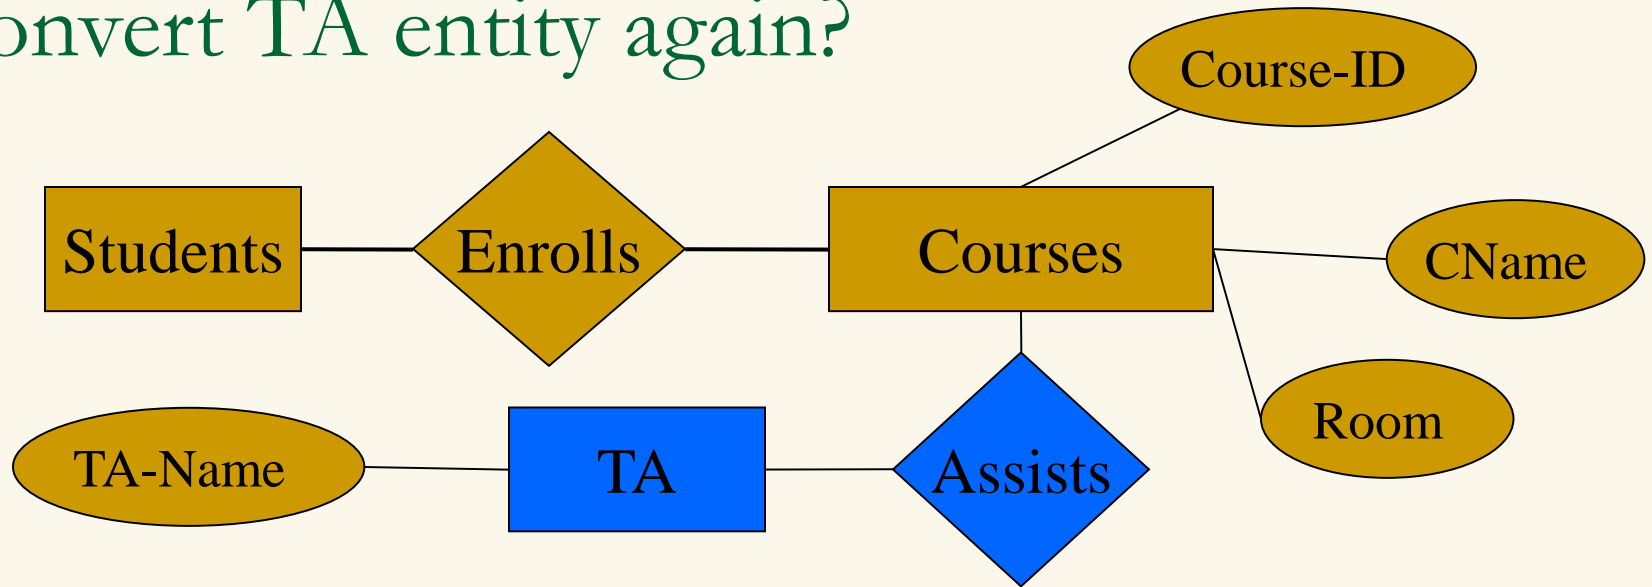 onvert TA entity again?
Course-ID
Students
Enrolls
Courses
CName
Room
TA-Name
TA
Assists